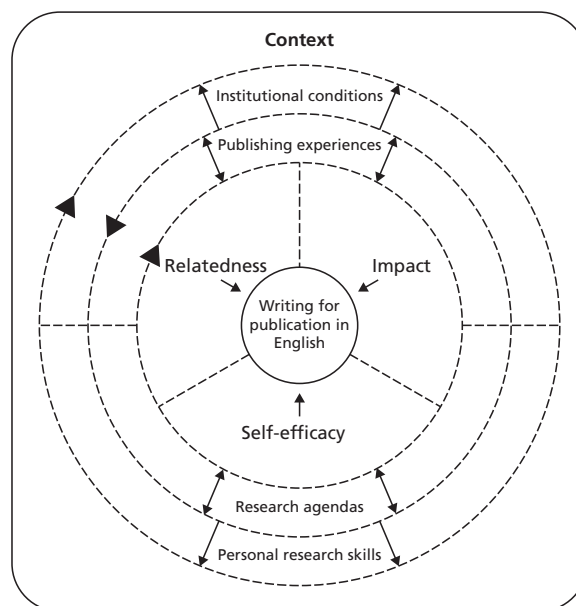 Context
Institutional conditions
Publishing experiences
Relatedness
Impact
Writing for
publication in
English
Self-efficacy
Research agendas
Personal research skills